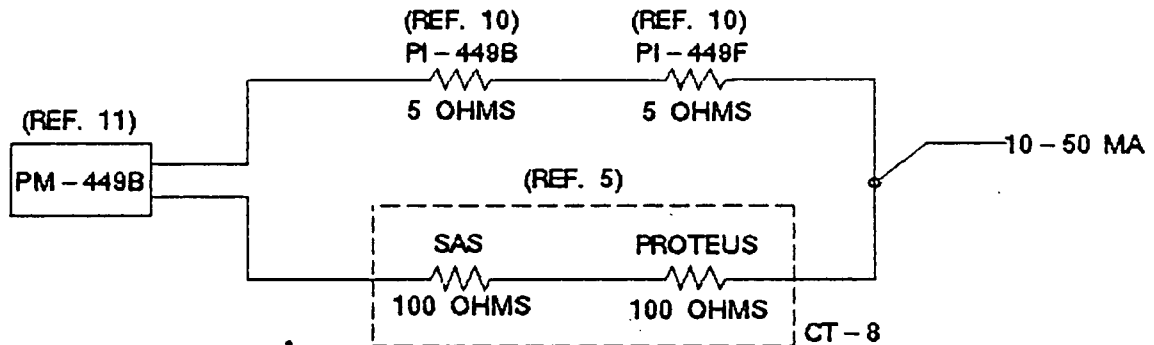 (REF. 10) (REF. 10)
PI-449B PI-449F
5 OHMS 5 OHMS
(REF. 11)
PM-449B
10-50 MA
(REF. 5)
SAS PROTEUS
100 OHMS 100 OHMS
CT-8